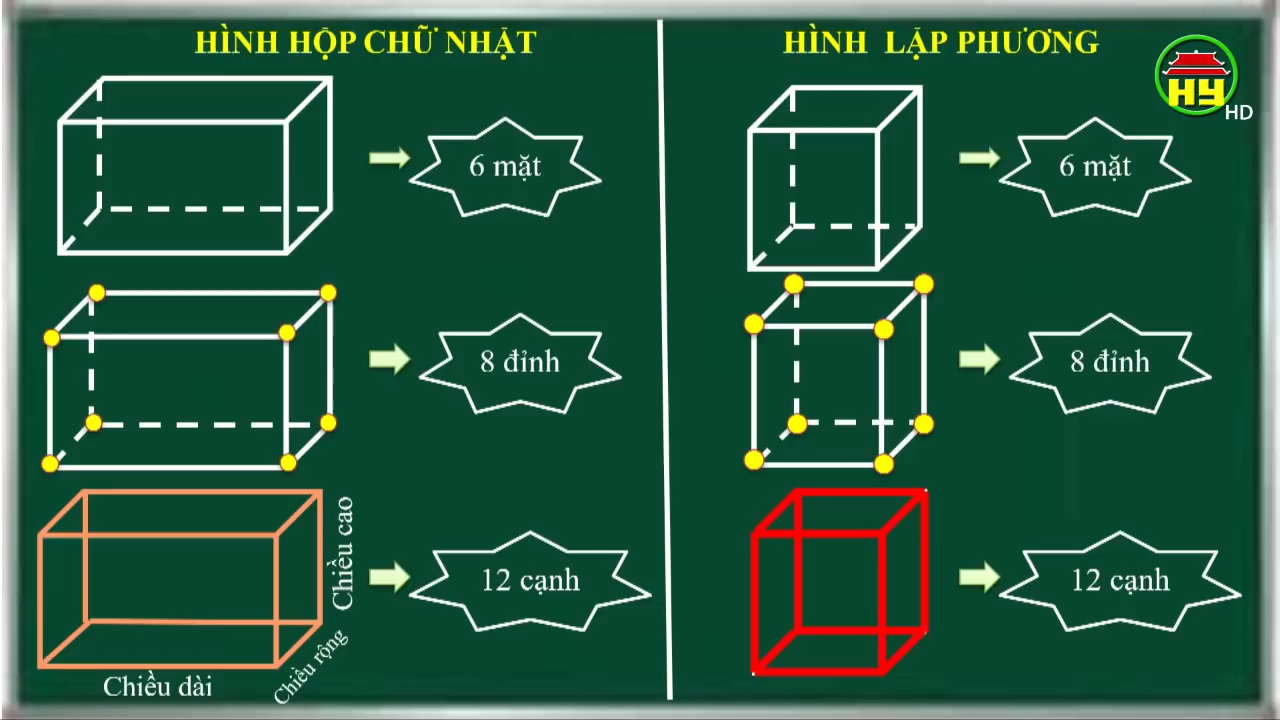 HÌNH HỘP CHỮ NHẬT
6 mặt
8 đỉnh
Chiều cao
12 cạnh
Chiều rộng
Chiều dài
HÌNH LẬP PHƯƠNG
HY
HD
6 mặt
8 đỉnh
12 cạnh